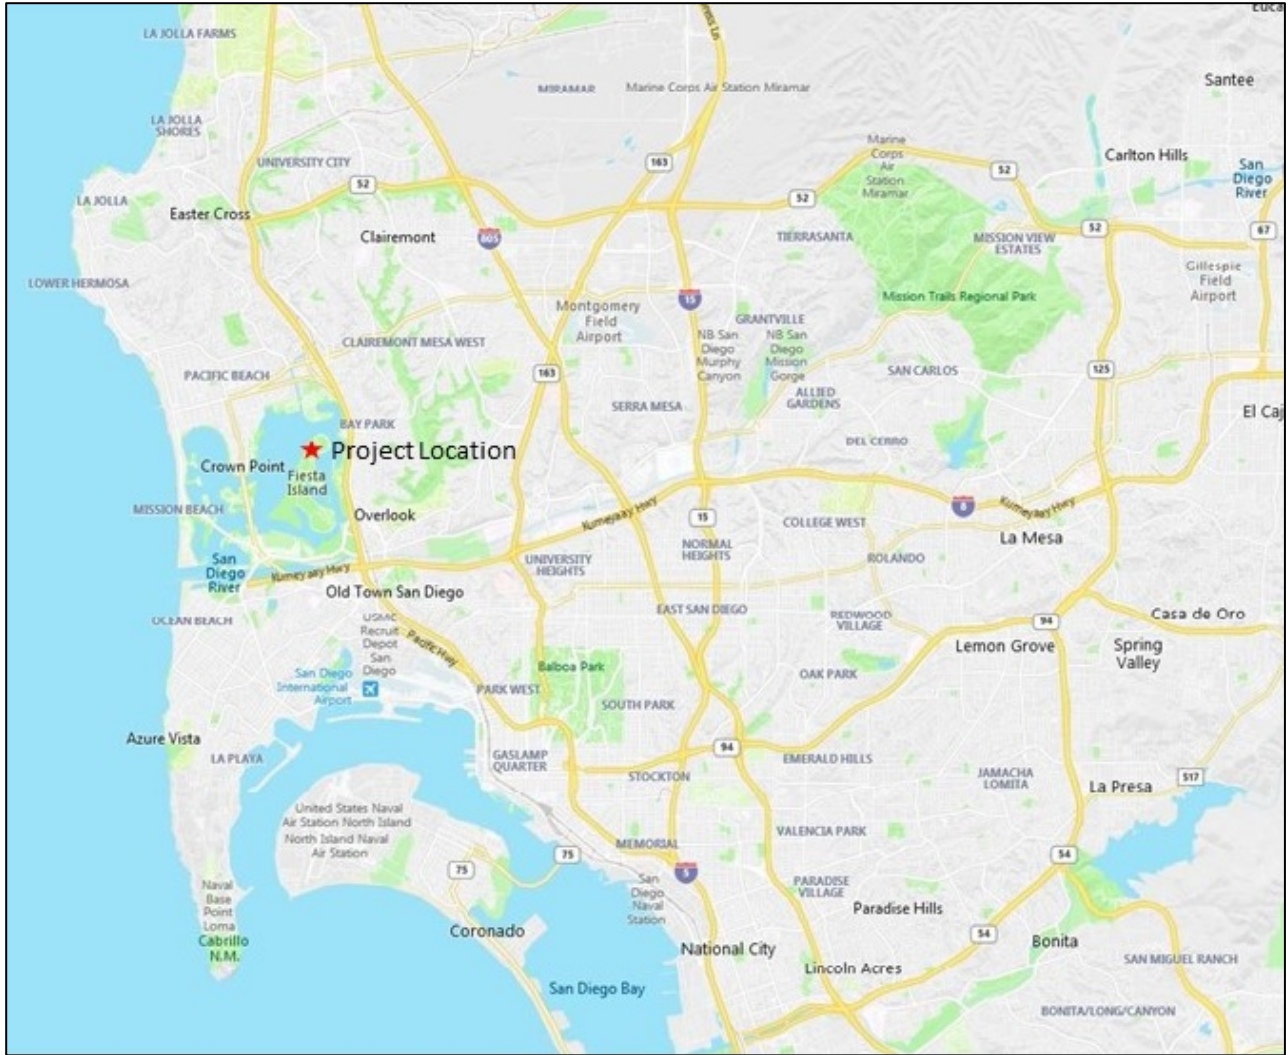 Euca
ress Ln
LA JOLLA FARMS
Santee
MIRAMAR
Marine Corps Air Station Miramar
LA JOLLA
SHORES
Marine
Corps
Air
Station
Miramar
Carlton Hills
UNIVERSITY CITY
163
52
San
Diego
River
52
52
LA JOLLA
Easter Cross
Clairemont
805
TIERRASANTA
MISSION VIEW
ESTATES
52
67
LOWER HERMOSA
Gillespie
Field
Airport
Mission Trails Regional Park
Montgomery
Field
Airport
15
GRANTVILLE
NB San
Diego
Murphy
Canyon
NB San
Diego
Mission
Gorge
CLAIREMONT MESA WEST
PACIFIC BEACH
163
SAN CARLOS
125
SERRA MESA
ALLIED
GARDENS
El Caj
BAY PARK
DEL CERRO
Project Location
Crown Point
Fiesta
Island
MISSION BEACH
Overlook
Kumeyaay Hwy
15
COLLEGE WEST
8
Kumeyaay Hwy
La Mesa
San
Diego
River
Kumeyaay Hwy
UNIVERSITY
HEIGHTS
NORMAL
HEIGHTS
ROLANDO
Old Town San Diego
OCEAN BEACH
USMC
Recruit
Depot
San
Diego
EAST SAN DIEGO
REDWOOD
VILLAGE
94
Casa de Oro
Pacific Hwy
Lemon Grove
Spring
Valley
San Diego
International
Airport
Balboa Park
OAK PARK
PARK WEST
SOUTH PARK
Azure Vista
LA PLAYA
GASLAMP
QUARTER
94
EMERALD HILLS
STOCKTON
JAMACHA
LOMITA
S17
La Presa
United States Naval
Air Station North Island
North Island Naval
Air Station
MEMORIAL
VALENCIA PARK
75
75
5
54
San
Diego
Naval
Station
PARADISE
VILLAGE
Naval
Base
Point
Loma
Cabrillo
N.M.
Paradise Hills
Coronado
54
Bonita
National City
Lincoln Acres
SAN MIGUEL RANCH
San Diego Bay
BONITA/LONG/CANYON